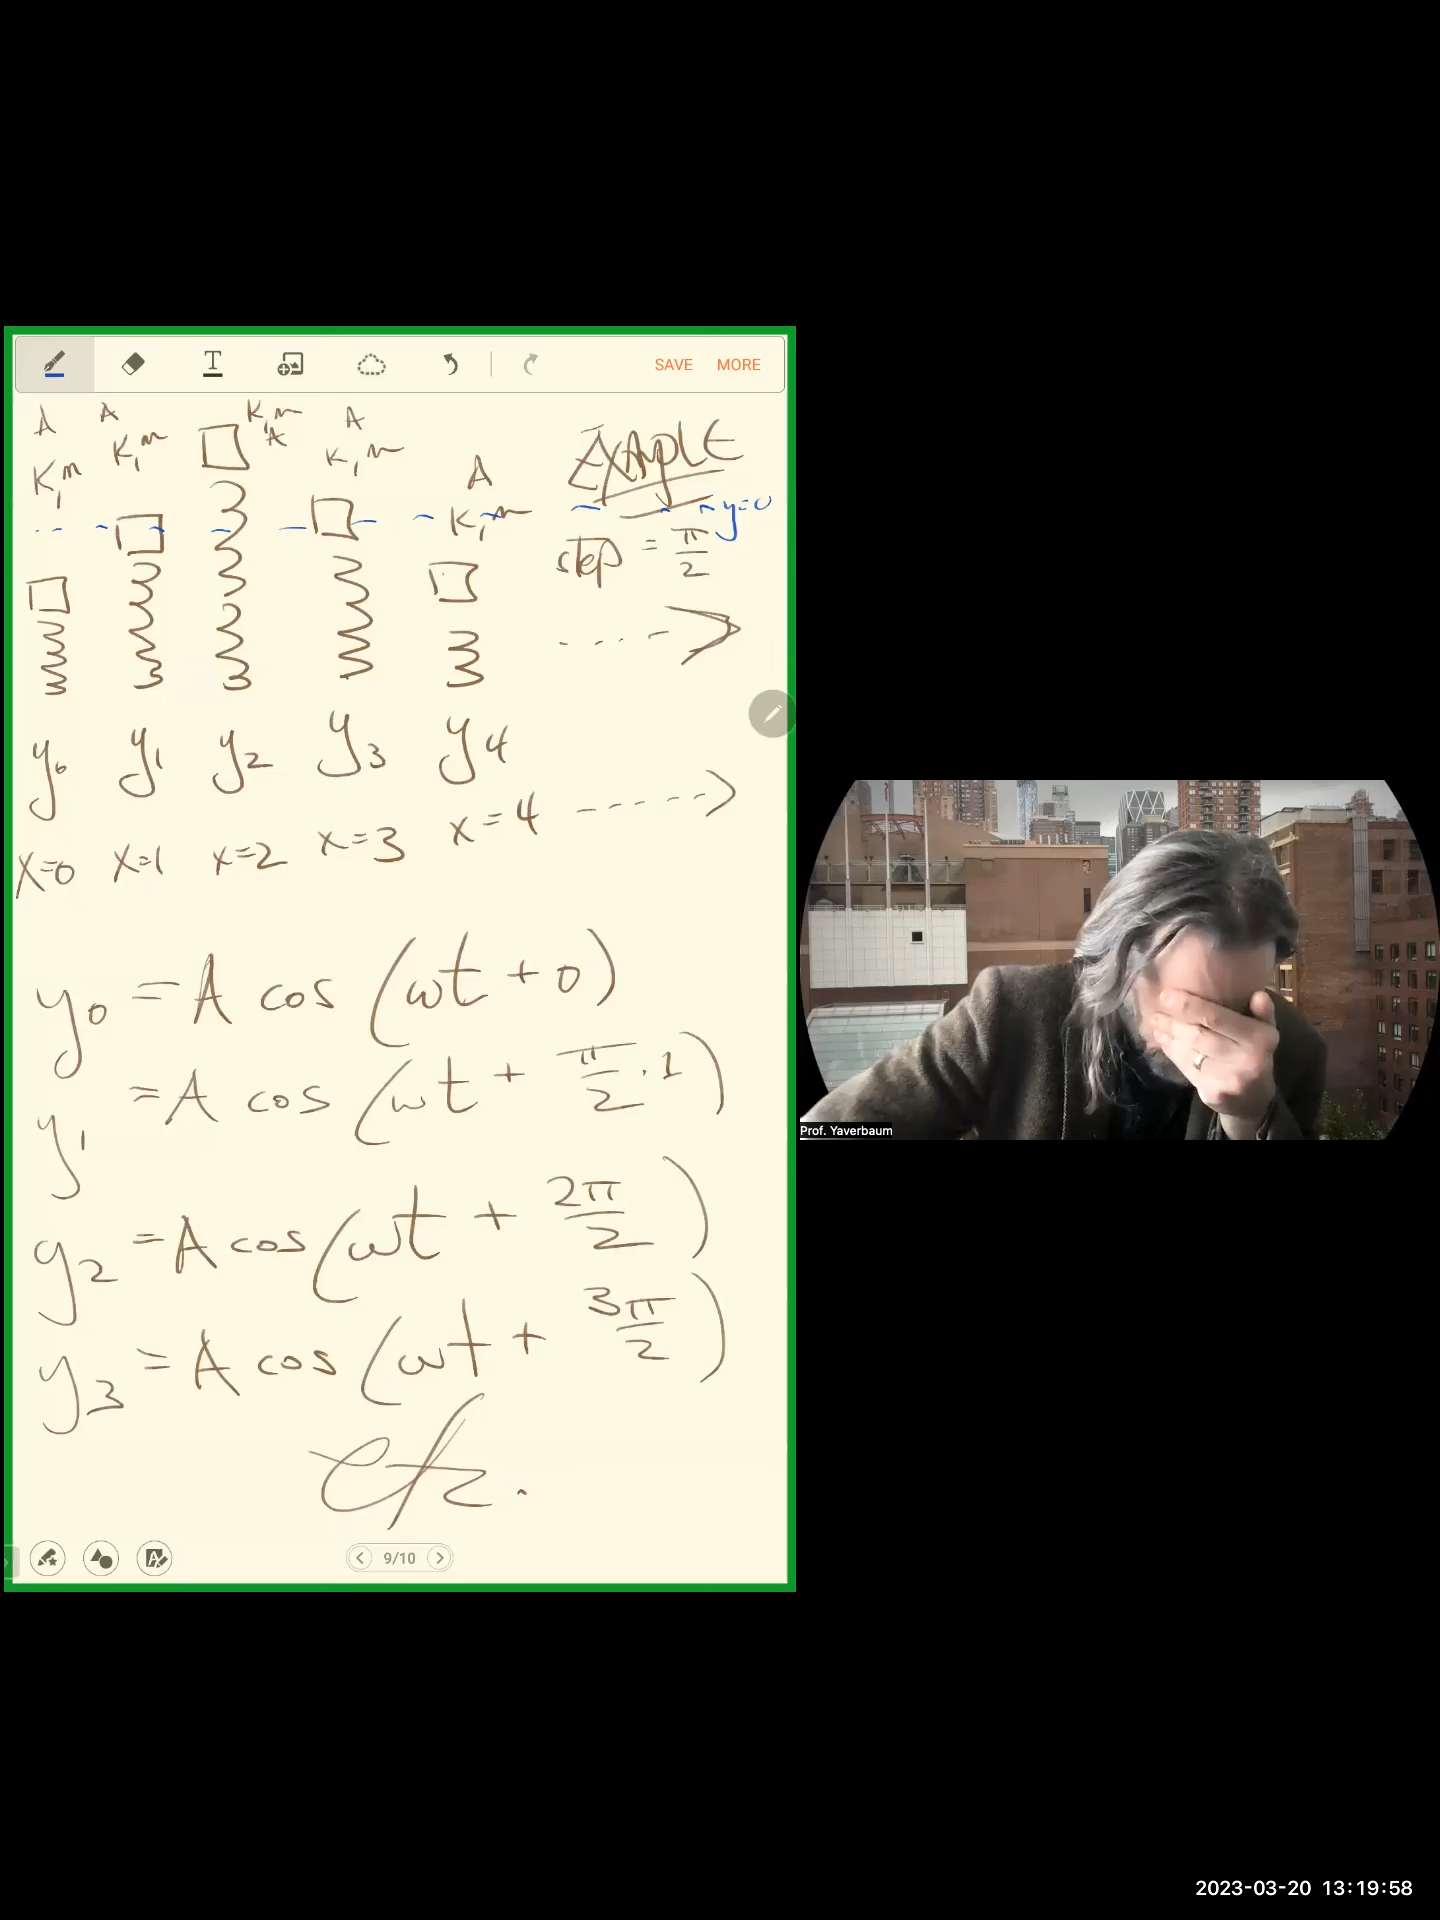 T
SAVE MORE
A A K,m A
K,m K,m A K,m A
K,m
EXAPLE
y=0
step = π/2
y0 y1 y2 y3 y4
x=0 x=1 x=2 x=3 x=4 ----->
y0 = A cos (ωt + 0)
y1 = A cos (ωt + π/2 · 1)
y2 = A cos (ωt + 2π/2)
y3 = A cos (ωt + 3π/2)
etc.
9/10
Prof. Yaverbaum
2023-03-20 13:19:58